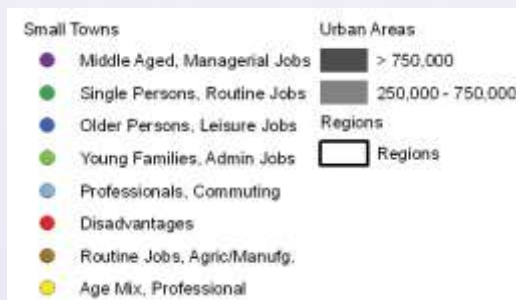 Small Towns
Middle Aged, Managerial Jobs
Single Persons, Routine Jobs
Older Persons, Leisure Jobs
Young Families, Admin Jobs
Professionals, Commuting
Disadvantages
Routine Jobs, Agric/Manufg.
Age Mix, Professional
Urban Areas
> 750,000
250,000 - 750,000
Regions
Regions